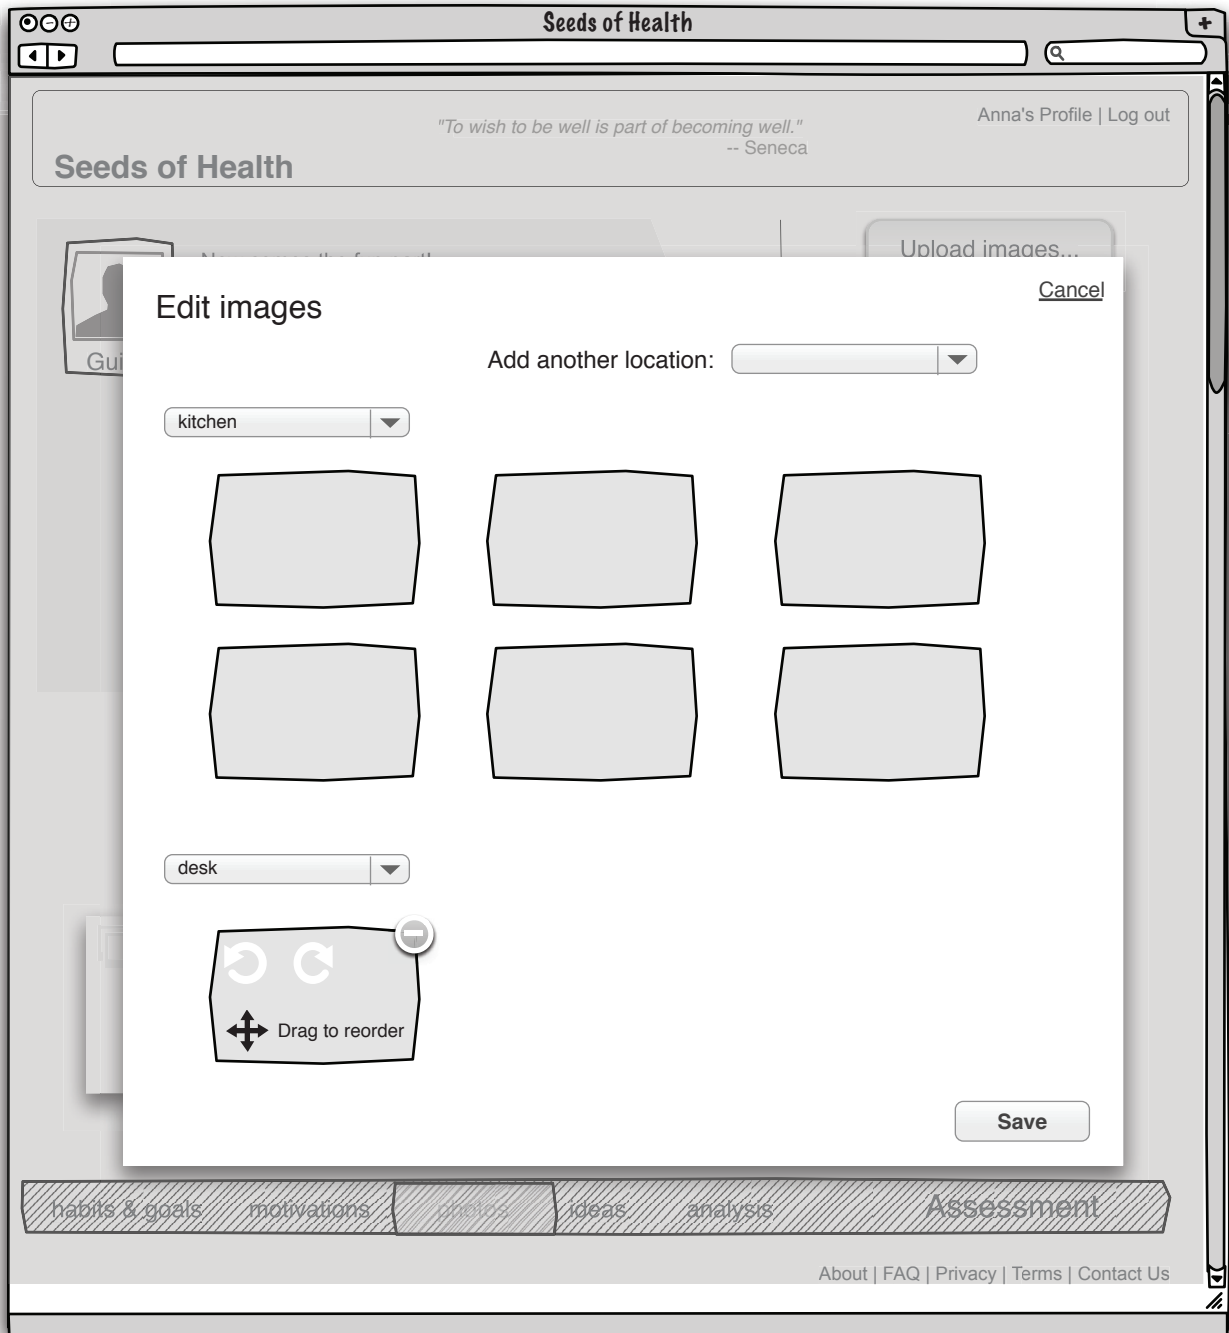 Seeds of Health
"To wish to be well is part of becoming well."
-- Seneca
Anna's Profile | Log out
Seeds of Health
Upload images...
Gui
Edit images
Cancel
Add another location:
kitchen
desk
Drag to reorder
Save
habits & goals motivations photos ideas analysis Assessment
About | FAQ | Privacy | Terms | Contact Us